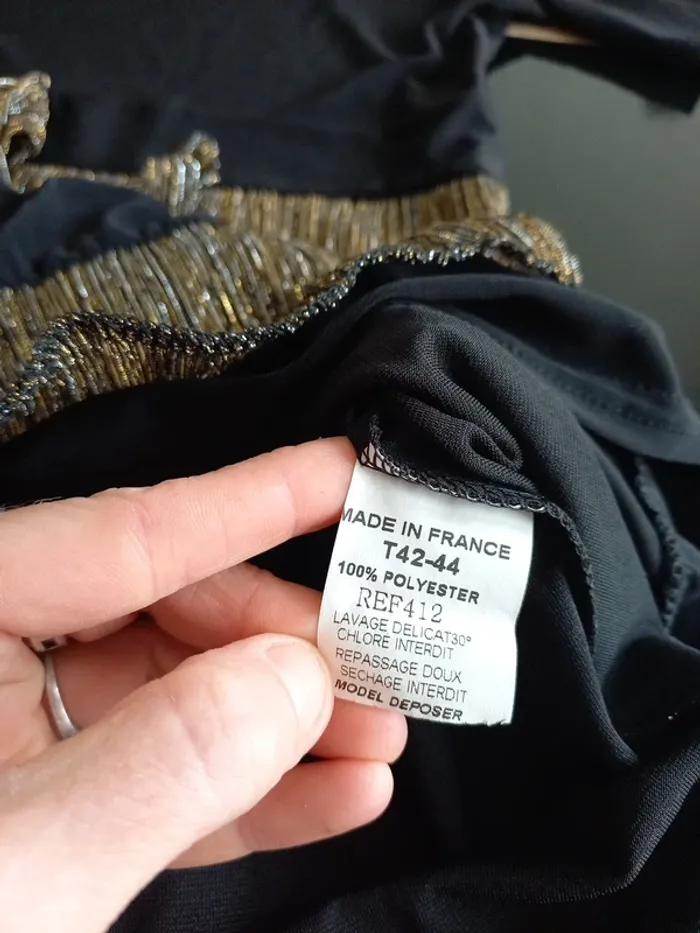 MADE IN FRANCE
T42-44
100% POLYESTER
REF412
LAVAGE DELICAT30°
CHLORE INTERDIT
REPASSAGE DOUX
SECHAGE INTERDIT
MODEL DEPOSER